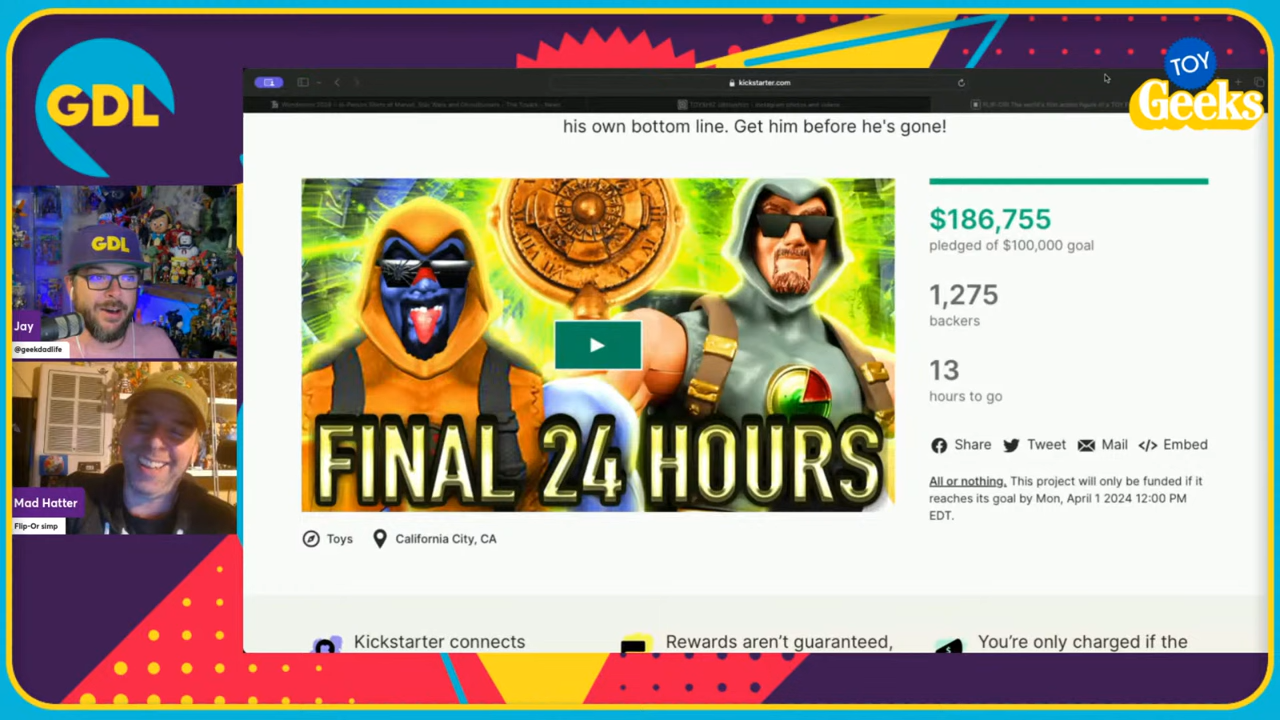 GDL
TOY
Geeks
kickstarter.com
his own bottom line. Get him before he's gone!
FINAL 24 HOURS
$186,755
pledged of $100,000 goal
1,275
backers
13
hours to go
Share
Tweet
Mail
Embed
All or nothing. This project will only be funded if it
reaches its goal by Mon, April 1 2024 12:00 PM
EDT.
Toys
California City, CA
Kickstarter connects
Rewards aren't guaranteed,
You're only charged if the
GDL
Jay
@geekdadlife
Mad Hatter
Flip-Or simp